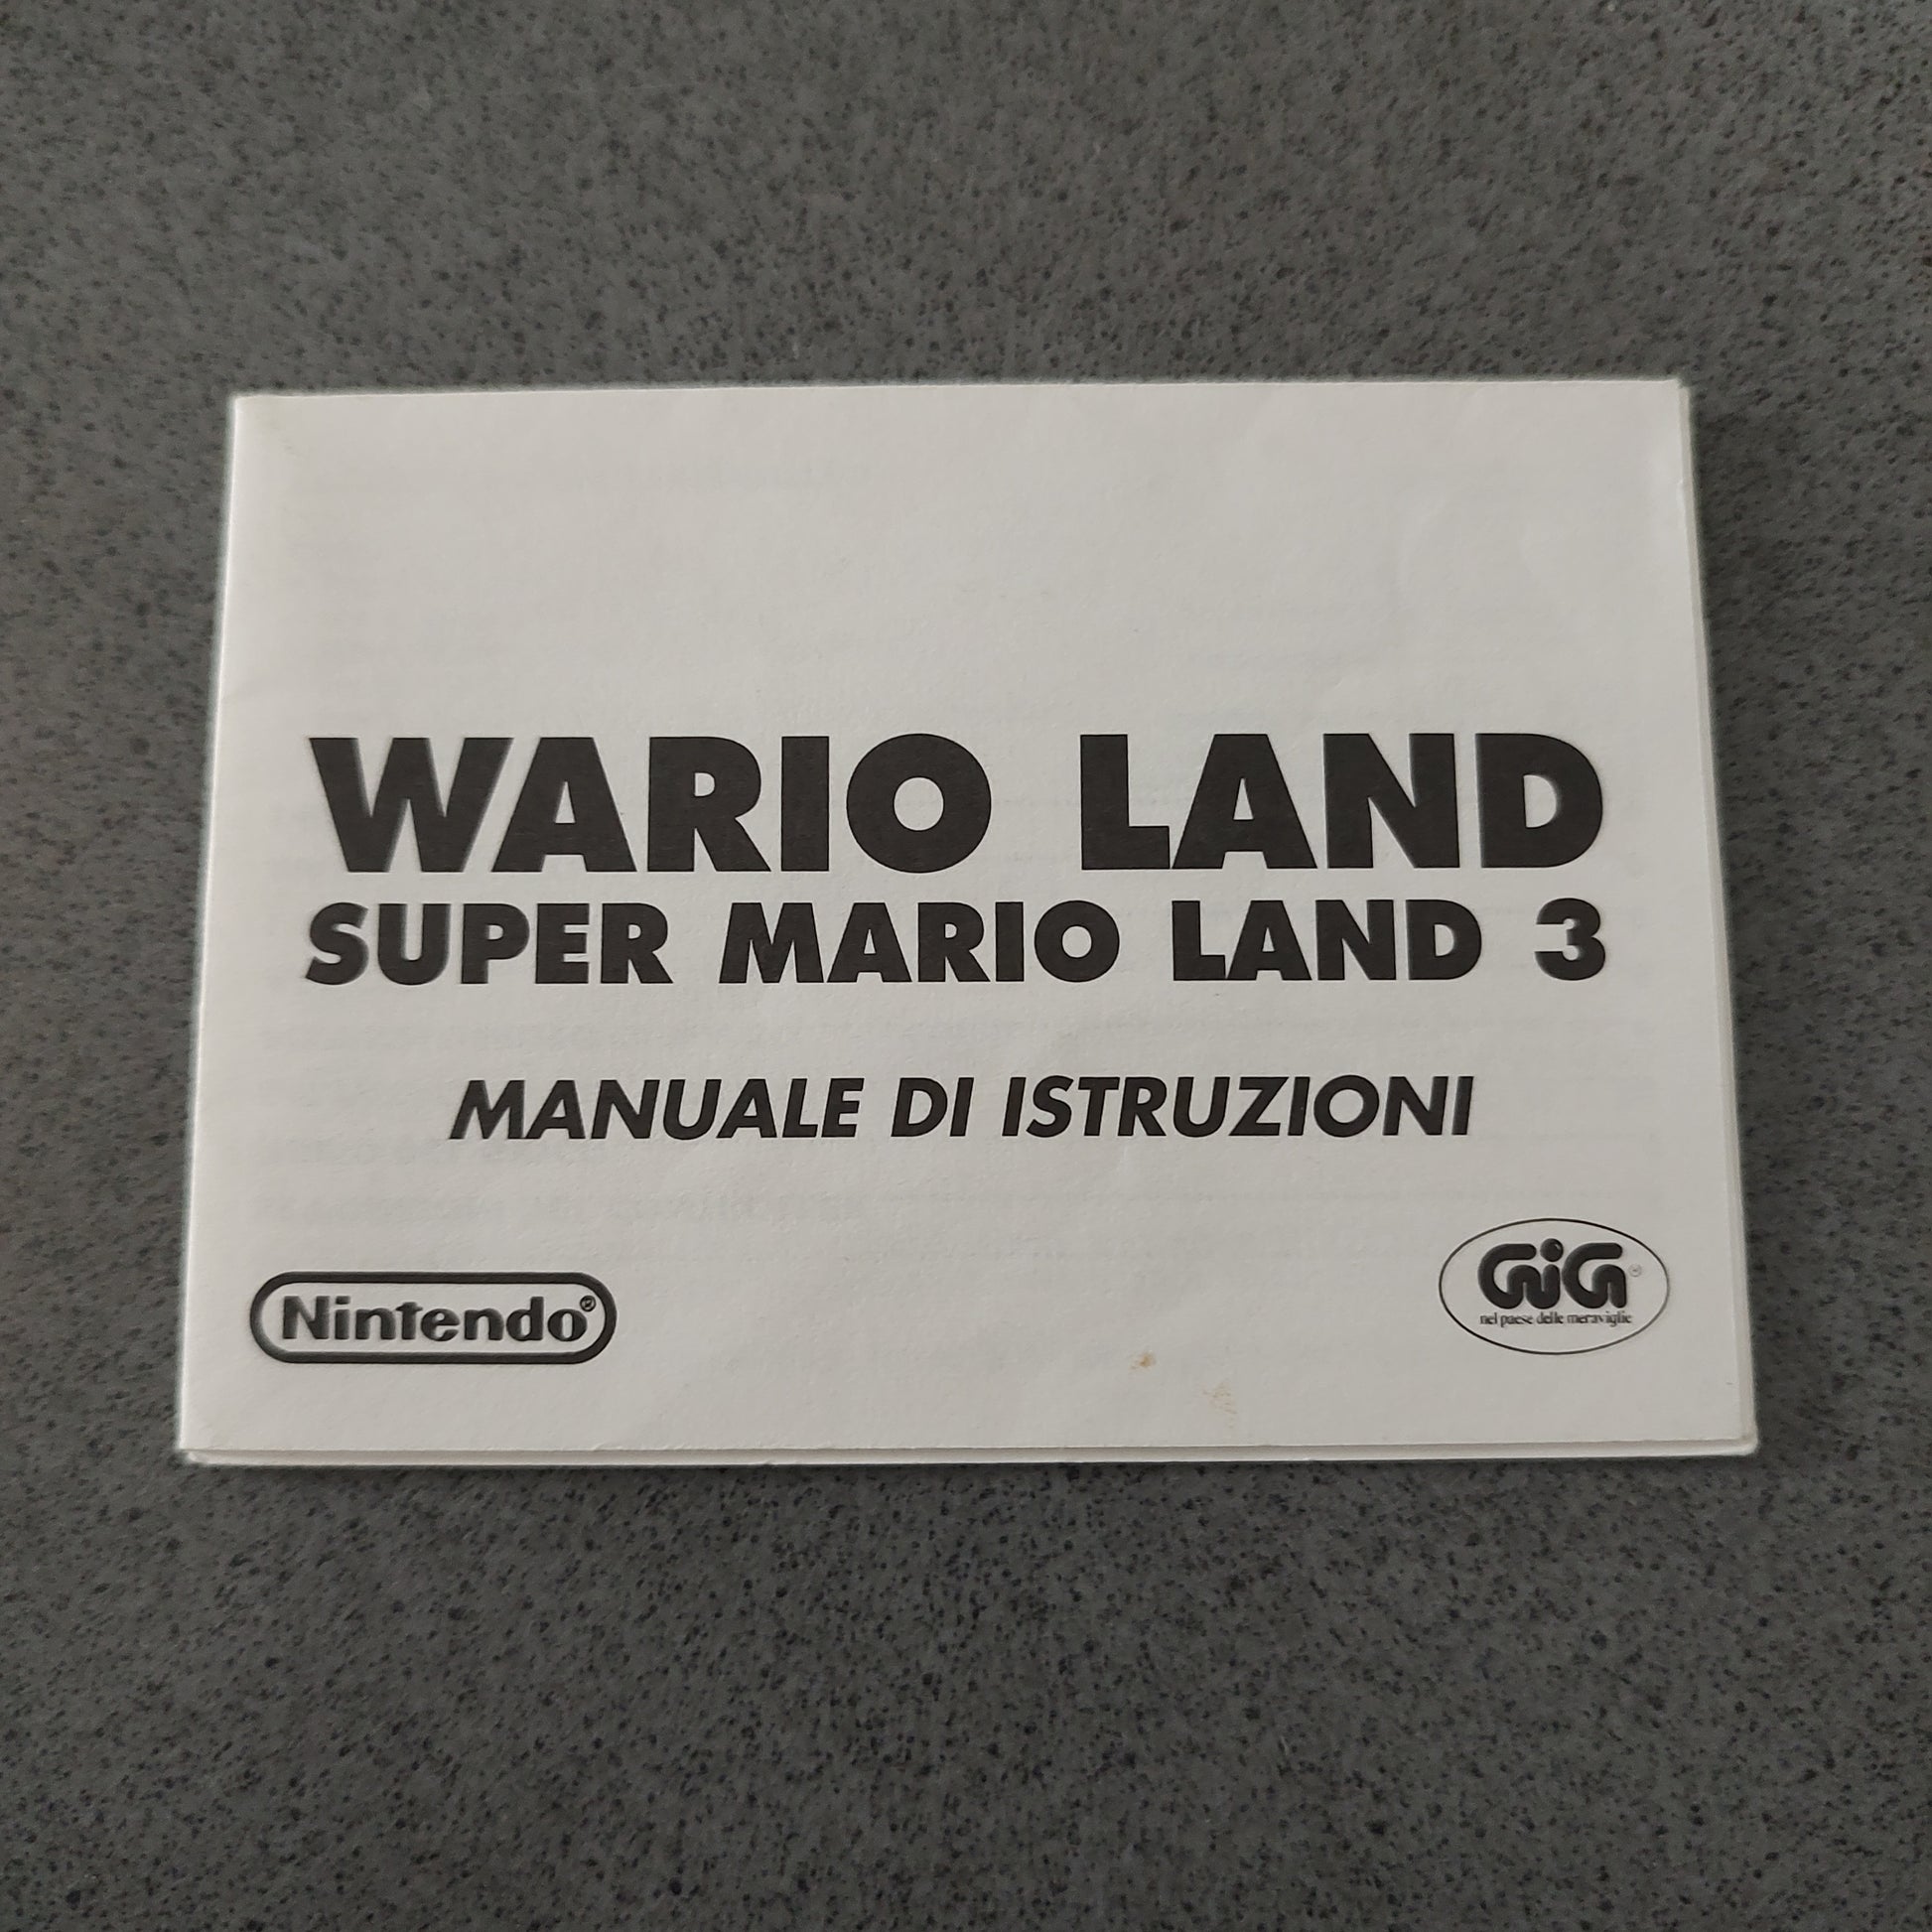 WARIO LAND
SUPER MARIO LAND 3
MANUALE DI ISTRUZIONI
Nintendo®
GiG®
nel paese delle meraviglie